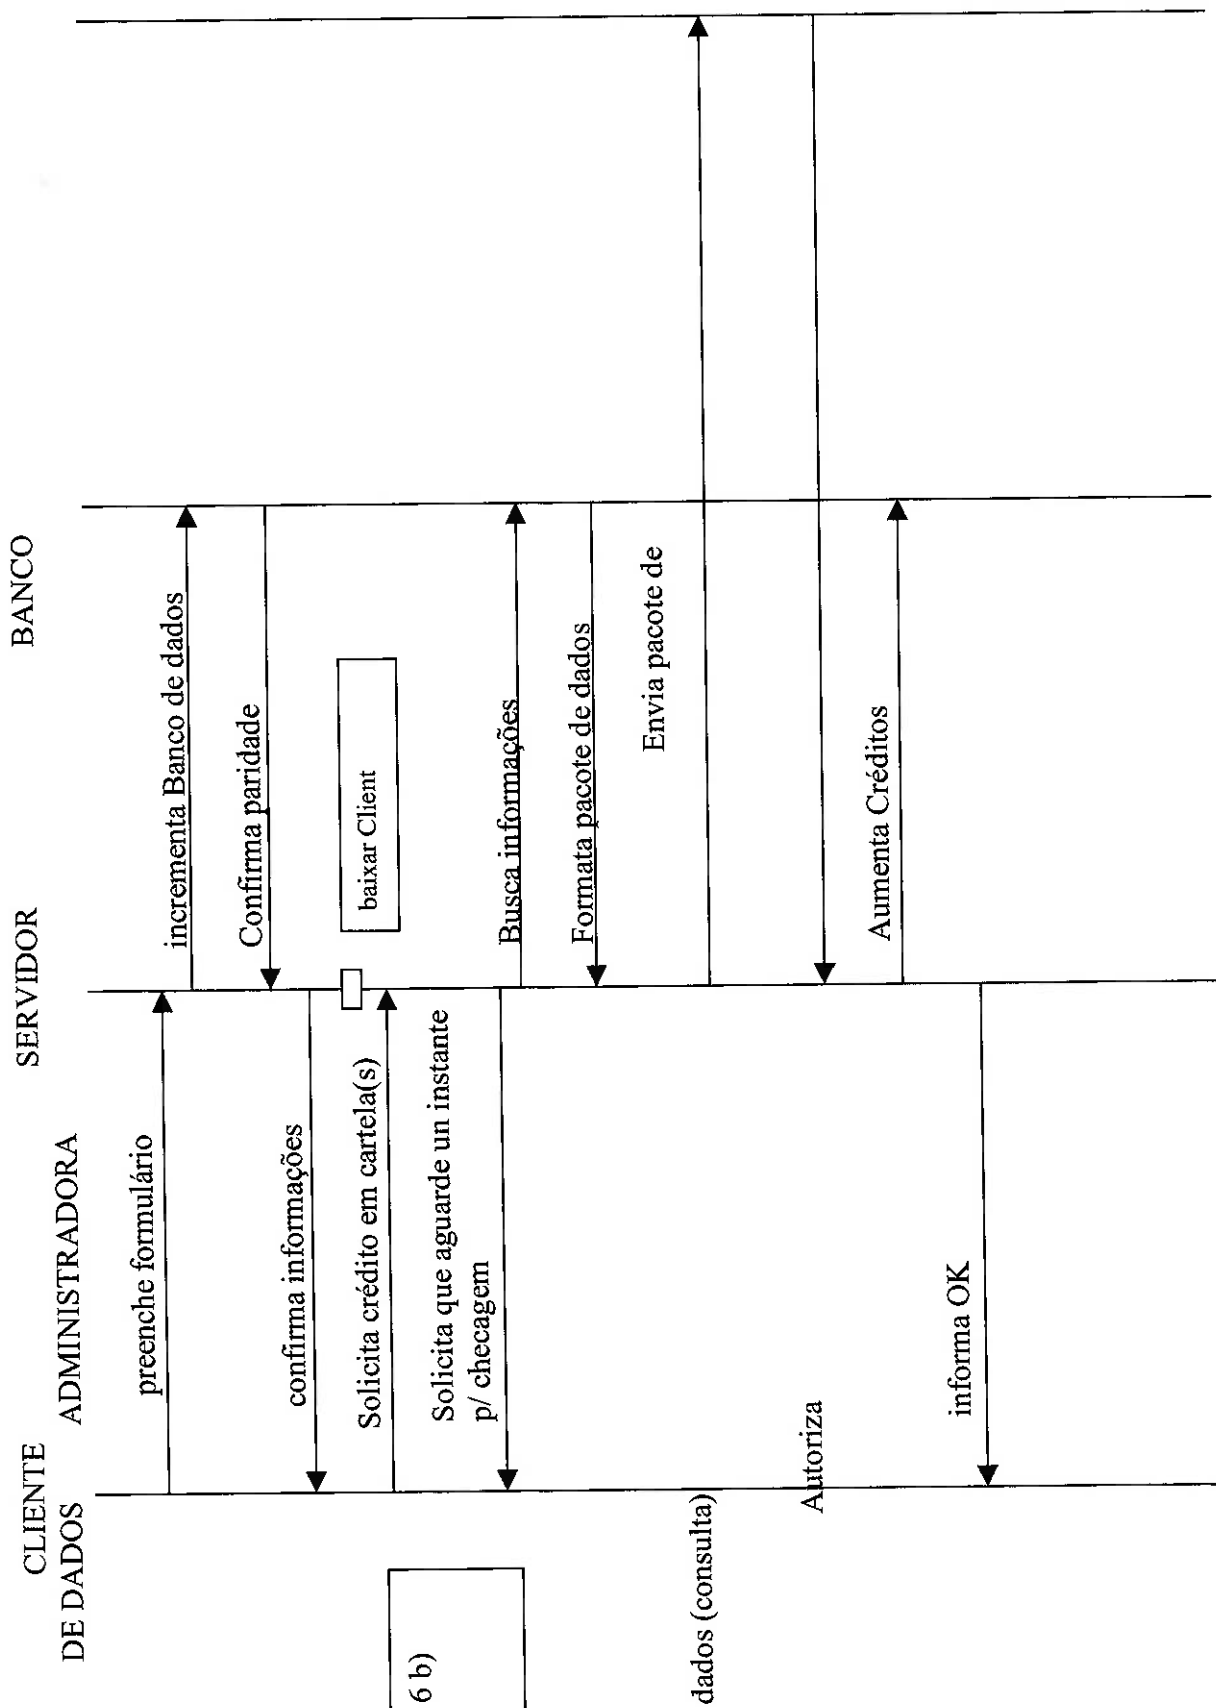 CLIENTE SERVIDOR BANCO
DE DADOS ADMINISTRADORA
preenche formulário
incrementa Banco de dados
Confirma paridade
confirma informações
baixar Client
Solicita crédito em cartela(s)
6 b)
Solicita que aguarde un instante
p/ checagem
Busca informações
Formata pacote de dados
Envia pacote de
dados (consulta)
Autoriza
Aumenta Créditos
informa OK